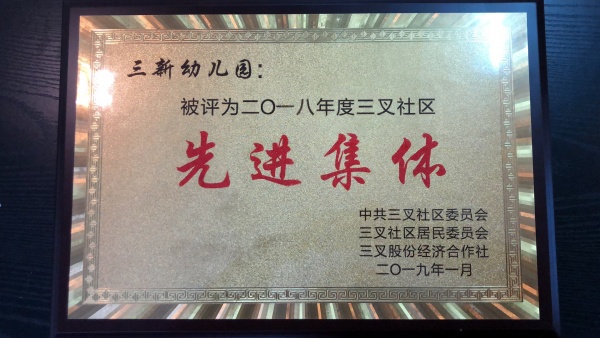 三新幼儿园：
被评为二〇一八年度三叉社区
先进集体
中共三叉社区委员会
三叉社区居民委员会
三叉股份经济合作社
二〇一九年一月